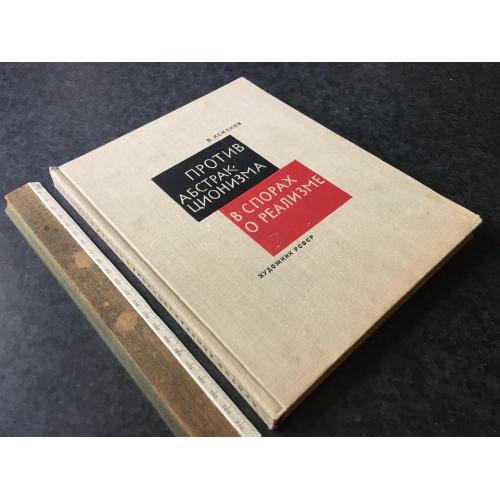 В. КЕМЕНОВ
ПРОТИВ
АБСТРАК-
ЦИОНИЗМА
В СПОРАХ
О РЕАЛИЗМЕ
ХУДОЖНИК РСФСР